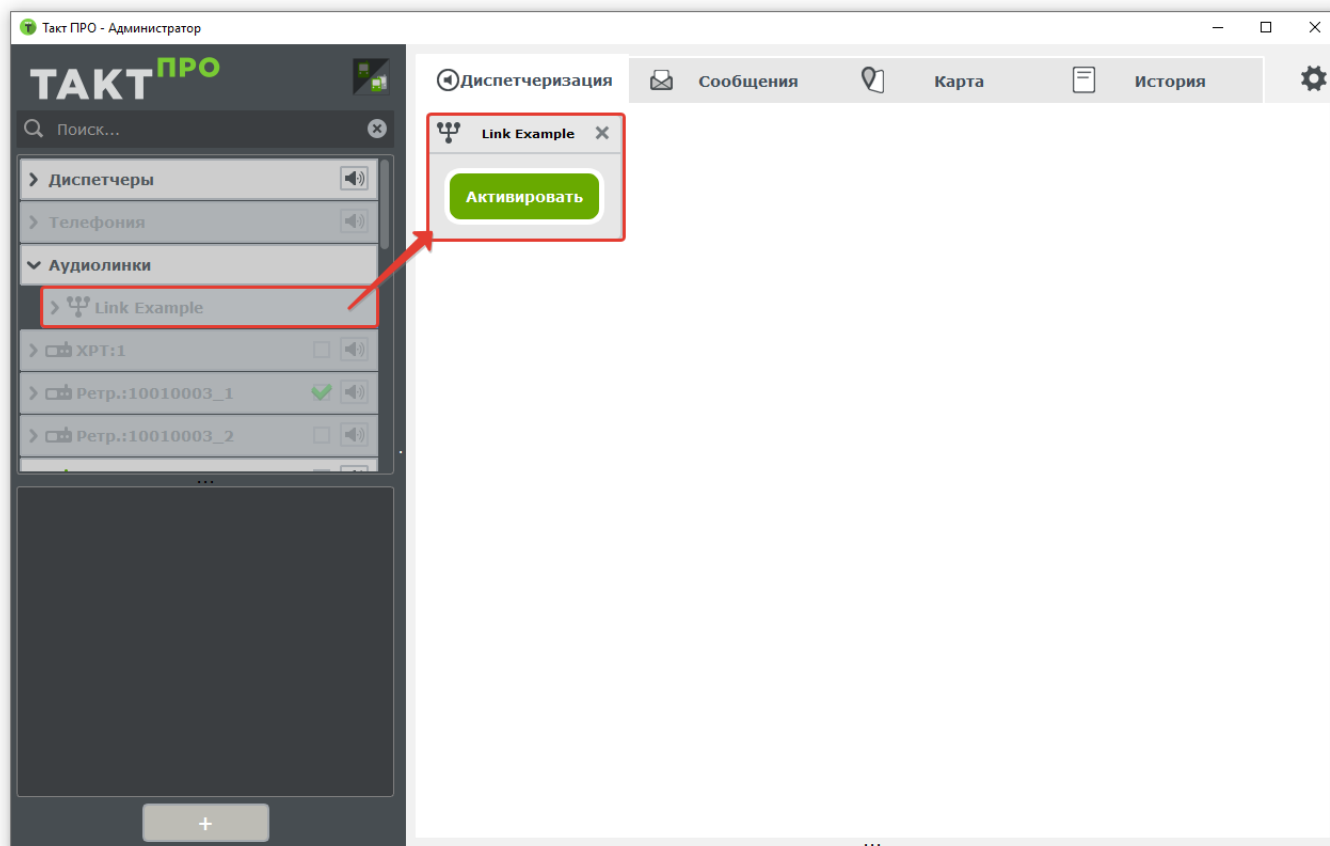 Такт ПРО - Администратор
ТАКТ ПРО
Поиск...
Диспетчеры
Телефония
Аудиолинки
Link Example
ХРТ:1
Ретр.:10010003_1
Ретр.:10010003_2
...
+
Диспетчеризация
Сообщения
Карта
История
Link Example
Активировать
...